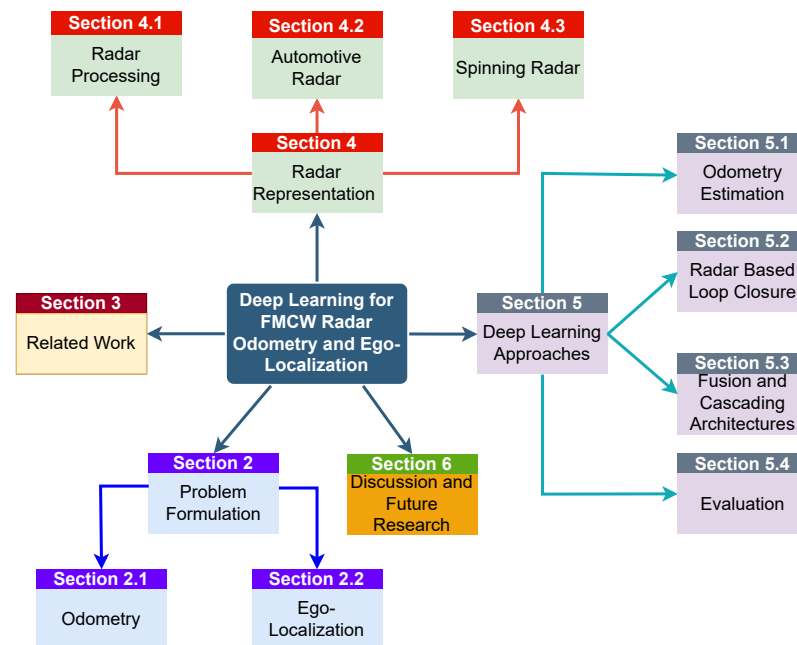 Section 4.1
Radar
Processing
Section 4.2
Automotive
Radar
Section 4.3
Spinning Radar
Section 4
Radar
Representation
Section 5.1
Odometry
Estimation
Section 5.2
Radar Based
Loop Closure
Section 3
Related Work
Deep Learning for
FMCW Radar
Odometry and Ego-
Localization
Section 5
Deep Learning
Approaches
Section 5.3
Fusion and
Cascading
Architectures
Section 2
Problem
Formulation
Section 6
Discussion and
Future
Research
Section 5.4
Evaluation
Section 2.1
Odometry
Section 2.2
Ego-
Localization